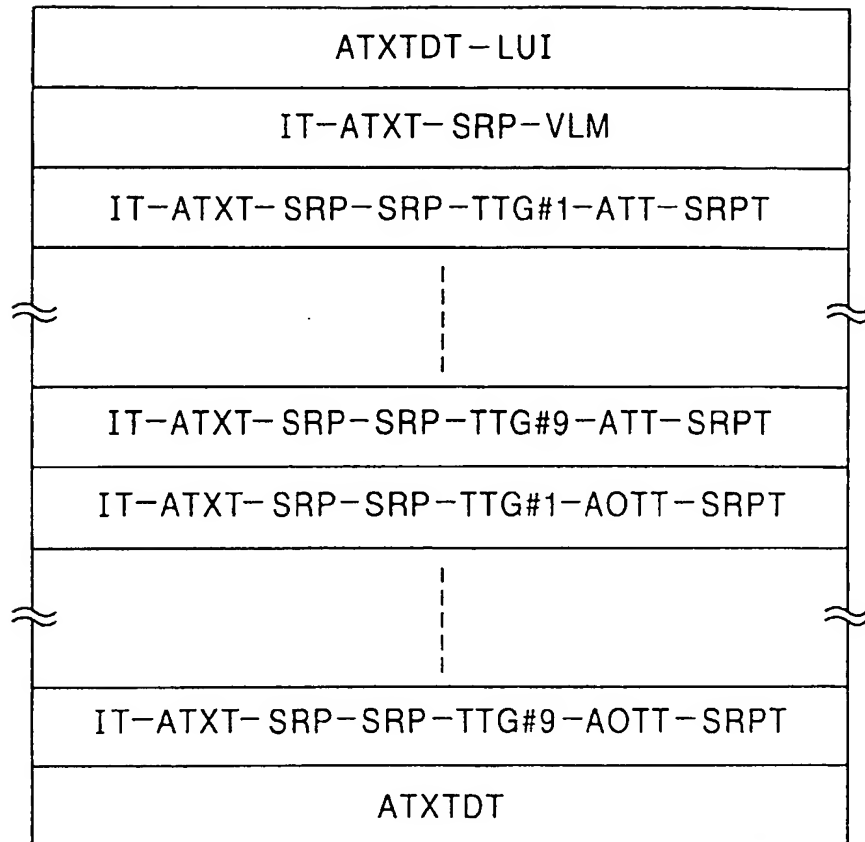 ATXTDT-LUI
IT-ATXT-SRP-VLM
IT-ATXT-SRP-SRP-TTG#1-ATT-SRPT
IT-ATXT-SRP-SRP-TTG#9-ATT-SRPT
IT-ATXT-SRP-SRP-TTG#1-AOTT-SRPT
IT-ATXT-SRP-SRP-TTG#9-AOTT-SRPT
ATXTDT